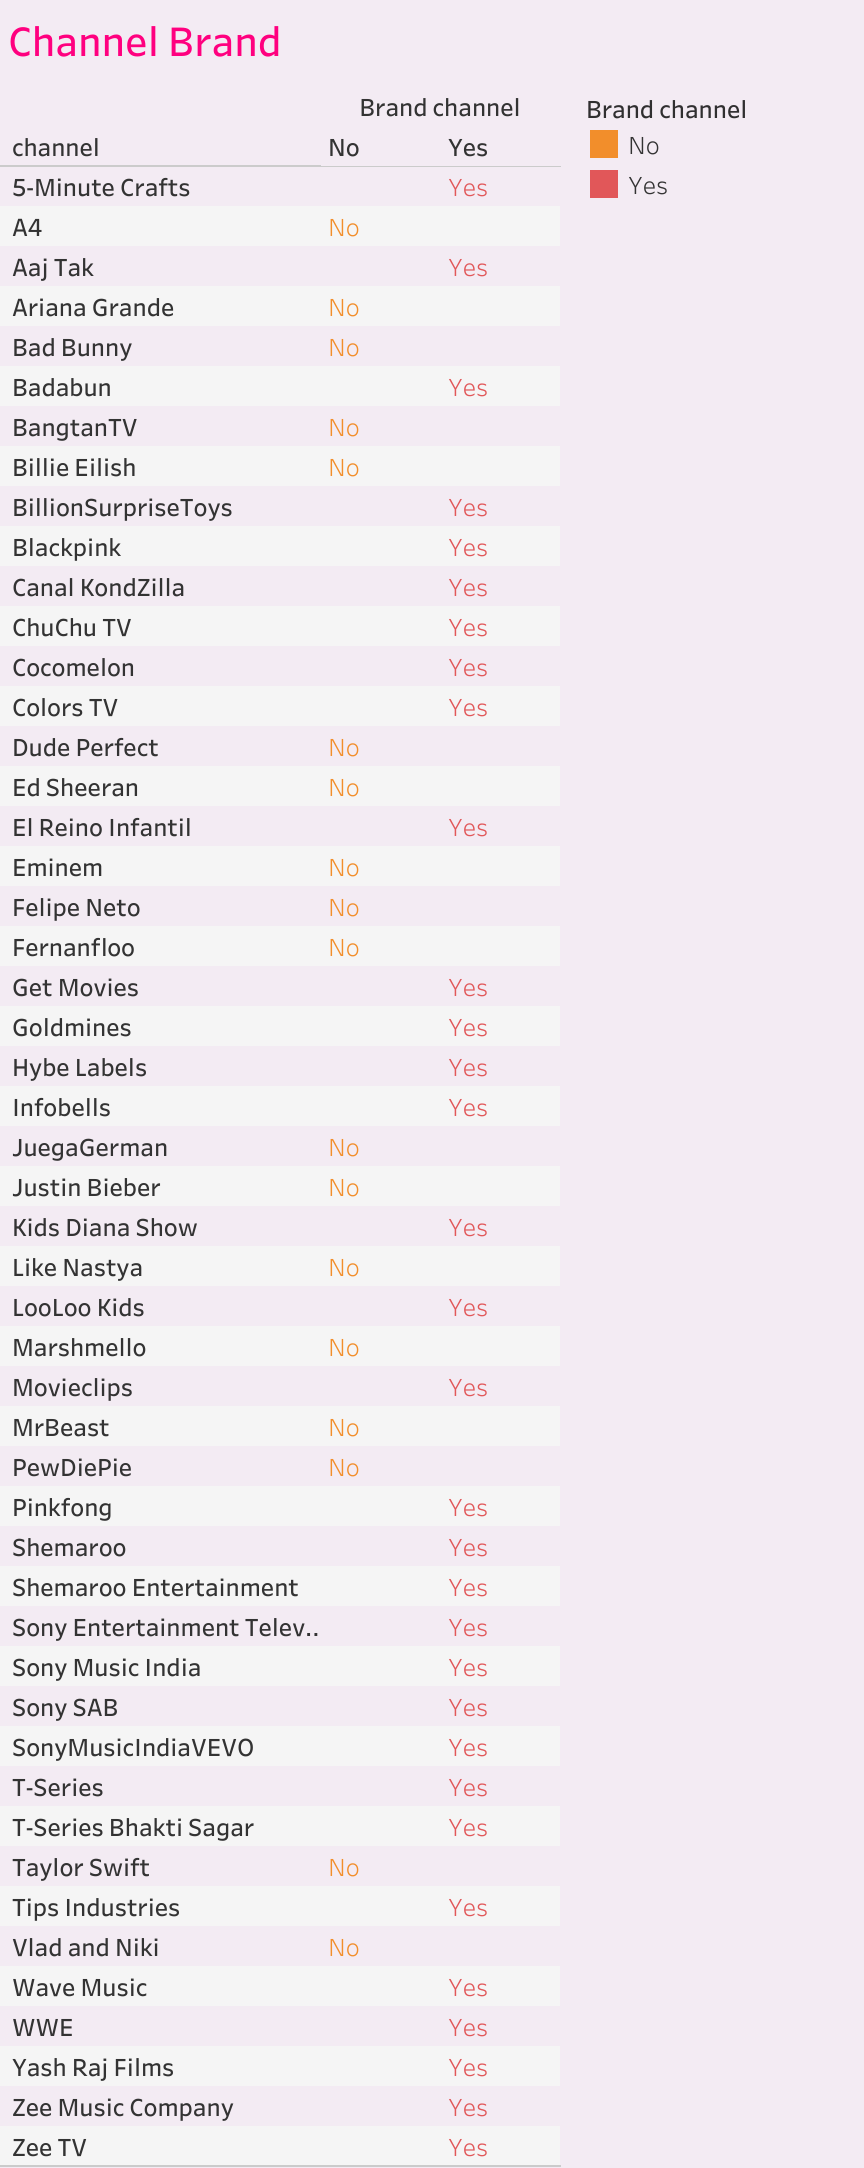 Channel Brand
Brand channel
channel No Yes
5-Minute Crafts Yes
A4 No
Aaj Tak Yes
Ariana Grande No
Bad Bunny No
Badabun Yes
BangtanTV No
Billie Eilish No
BillionSurpriseToys Yes
Blackpink Yes
Canal KondZilla Yes
ChuChu TV Yes
Cocomelon Yes
Colors TV Yes
Dude Perfect No
Ed Sheeran No
El Reino Infantil Yes
Eminem No
Felipe Neto No
Fernanfloo No
Get Movies Yes
Goldmines Yes
Hybe Labels Yes
Infobells Yes
JuegaGerman No
Justin Bieber No
Kids Diana Show Yes
Like Nastya No
LooLoo Kids Yes
Marshmello No
Movieclips Yes
MrBeast No
PewDiePie No
Pinkfong Yes
Shemaroo Yes
Shemaroo Entertainment Yes
Sony Entertainment Telev.. Yes
Sony Music India Yes
Sony SAB Yes
SonyMusicIndiaVEVO Yes
T-Series Yes
T-Series Bhakti Sagar Yes
Taylor Swift No
Tips Industries Yes
Vlad and Niki No
Wave Music Yes
WWE Yes
Yash Raj Films Yes
Zee Music Company Yes
Zee TV Yes
Brand channel
No
Yes